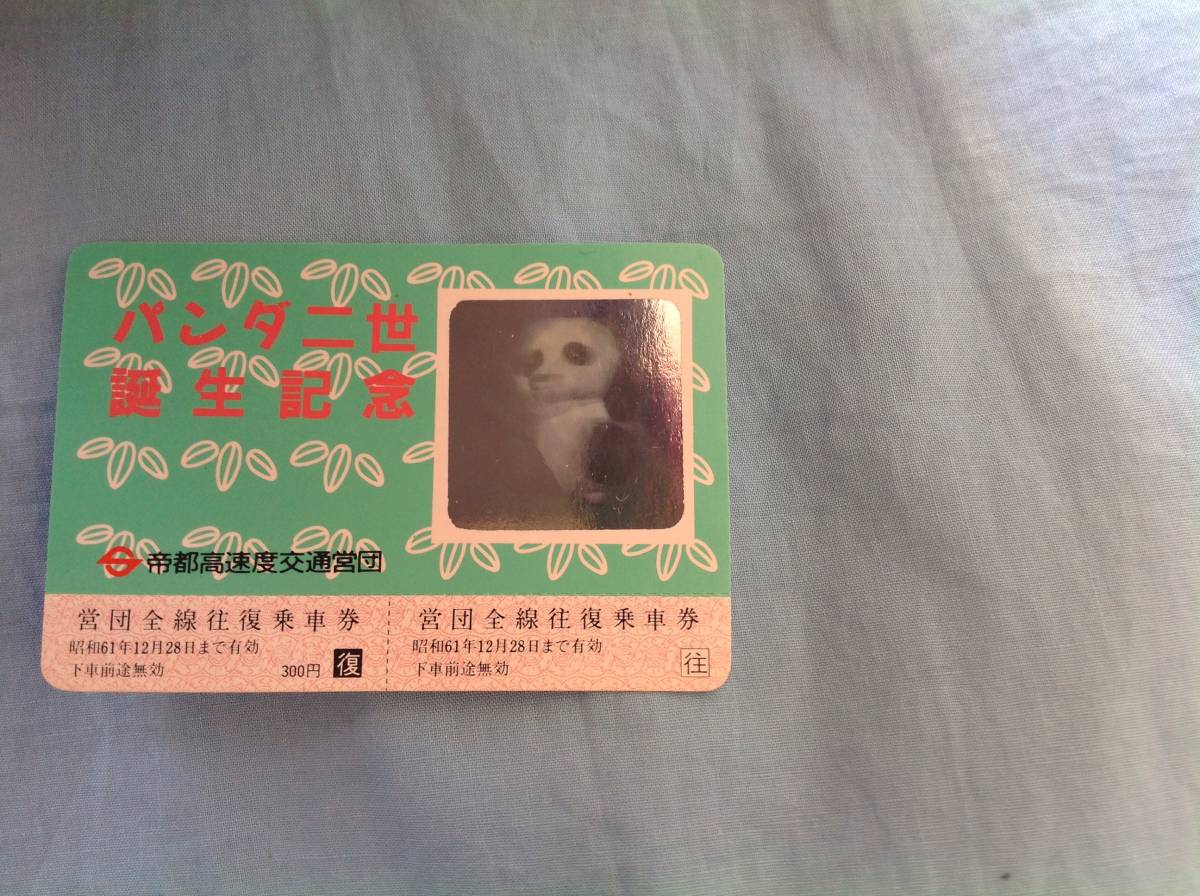 パンダ二世
誕生記念
帝都高速度交通営団
営団全線往復乗車券
昭和61年12月28日まで有効
下車前途無効 300円 復
営団全線往復乗車券
昭和61年12月28日まで有効
下車前途無効 往